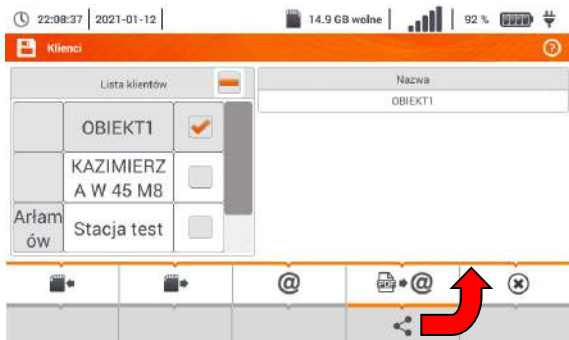 22:08:37 2021-01-12 14.9 GB wolne 92 %
Klienci
Lista klientów
OBIEKT1
KAZIMIERZ
A W 45 M8
Arłam
ów
Stacja test
Nazwa
OBIEKT1
@ PDF @